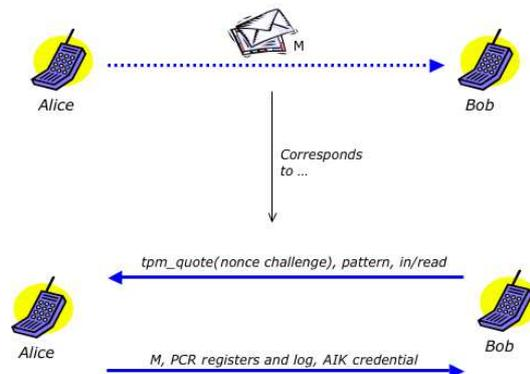 M
Alice
Bob
Corresponds
to ...
tpm_quote(nonce challenge), pattern, in/read
Alice
Bob
M, PCR registers and log, AIK credential